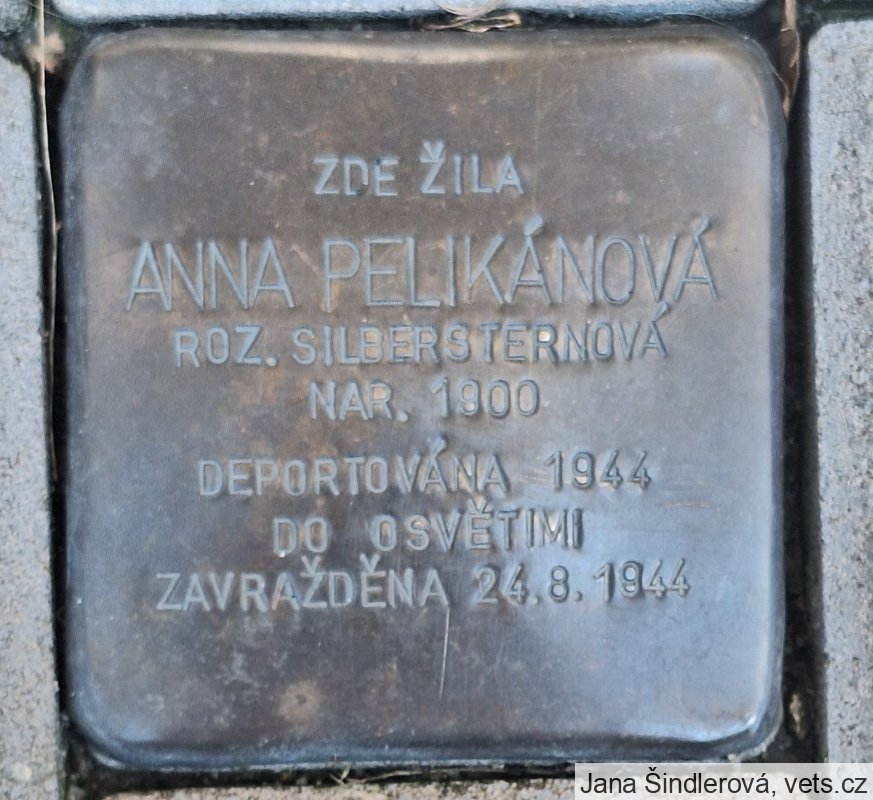 ZDE ŽILA
ANNA PELIKÁNOVÁ
ROZ. SILBERSTERNOVÁ
NAR. 1900
DEPORTOVÁNA 1944
DO OSVĚTIMI
ZAVRAŽDĚNA 24.8.1944
Jana Šindlerová, vets.cz